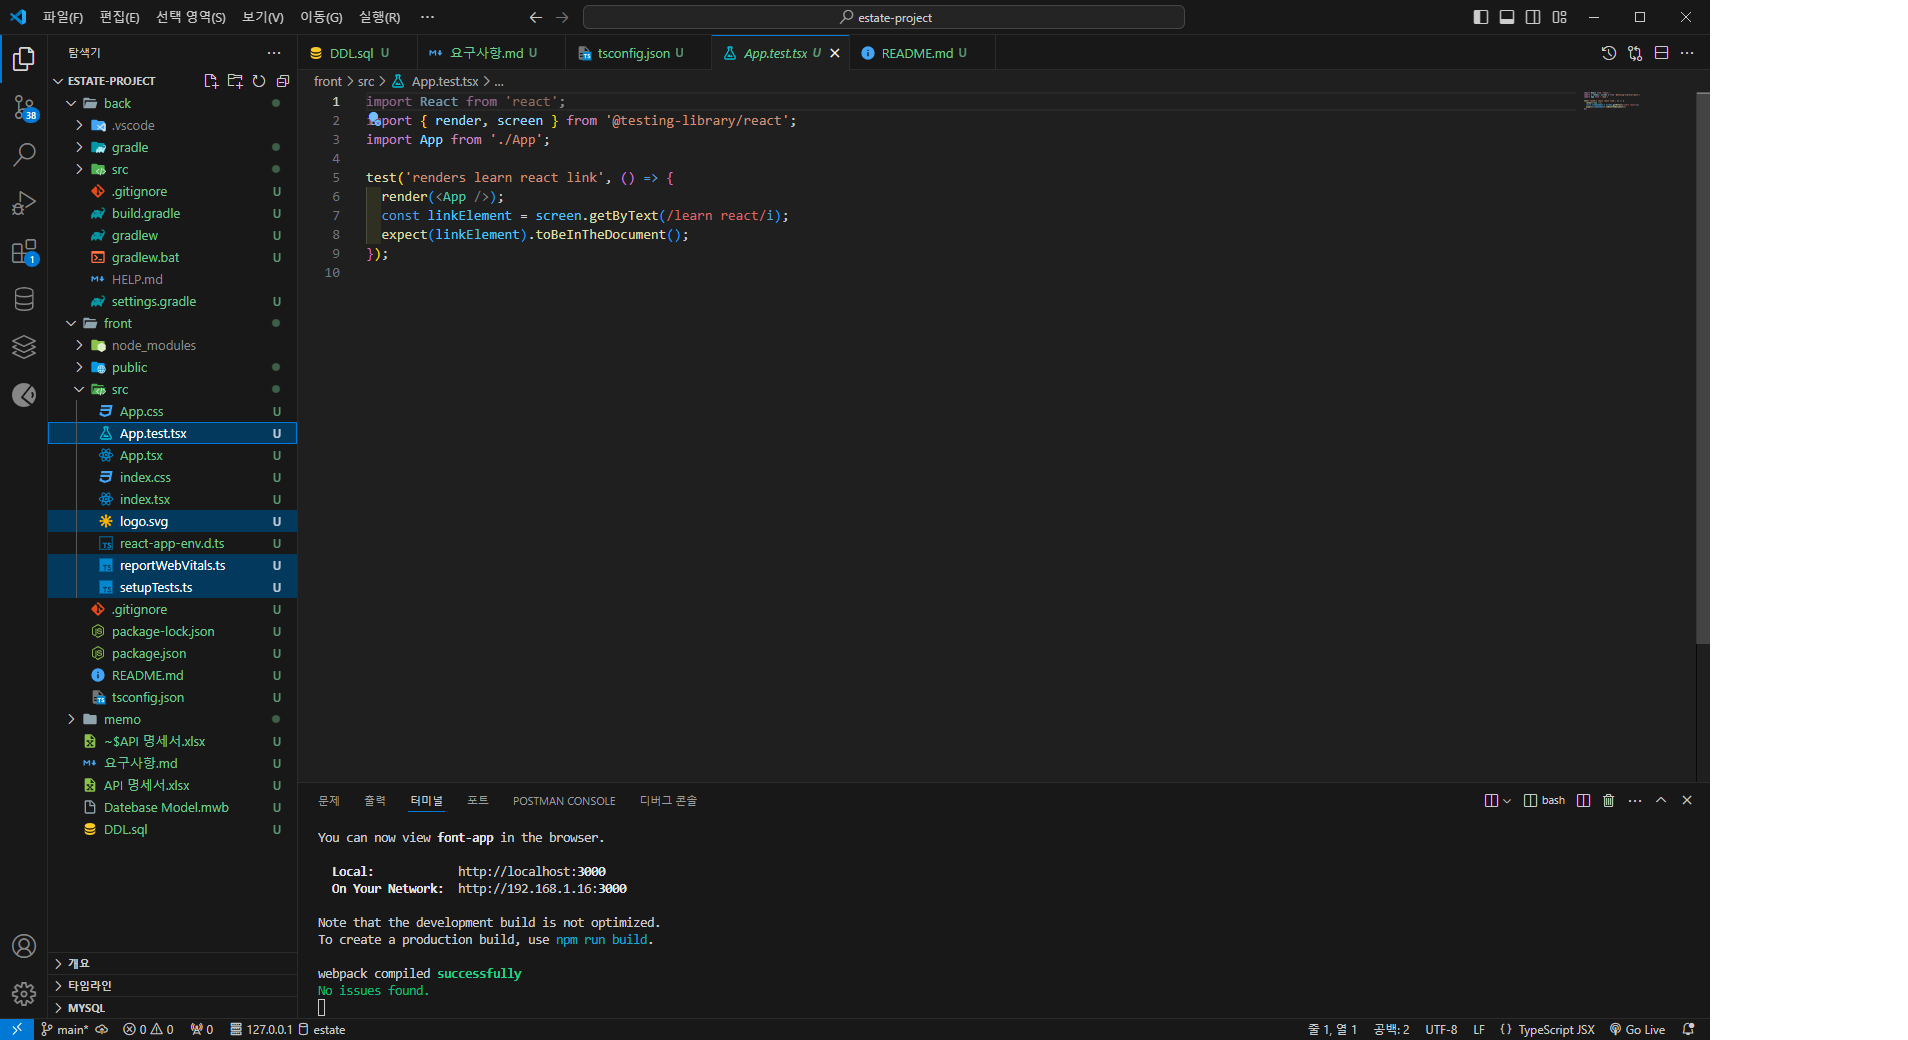 파일(F) 편집(E) 선택 영역(S) 보기(V) 이동(G) 실행(R) ···
estate-project
탐색기
DDL.sql U
요구사항.md U
tsconfig.json U
App.test.tsx U
README.md U
ESTATE-PROJECT
front > src > App.test.tsx > ...
back
.vscode
gradle
src
.gitignore U
build.gradle U
gradlew U
gradlew.bat U
HELP.md
settings.gradle U
front
node_modules
public
src
App.css U
App.test.tsx U
App.tsx U
index.css U
index.tsx U
logo.svg U
react-app-env.d.ts U
reportWebVitals.ts U
setupTests.ts U
.gitignore U
package-lock.json U
package.json U
README.md U
tsconfig.json U
memo
~$API 명세서.xlsx U
요구사항.md U
API 명세서.xlsx U
Datebase Model.mwb U
DDL.sql U
개요
타임라인
MYSQL
38
1
1 import React from 'react';
2 import { render, screen } from '@testing-library/react';
3 import App from './App';
4
5 test('renders learn react link', () => {
6 render(<App />);
7 const linkElement = screen.getByText(/learn react/i);
8 expect(linkElement).toBeInTheDocument();
9 });
10
문제 출력 터미널 포트 POSTMAN CONSOLE 디버그 콘솔
bash
You can now view font-app in the browser.
Local: http://localhost:3000
On Your Network: http://192.168.1.16:3000
Note that the development build is not optimized.
To create a production build, use npm run build.
webpack compiled successfully
No issues found.
main* 0 0 0 127.0.0.1 estate
줄 1, 열 1 공백: 2 UTF-8 LF {} TypeScript JSX Go Live